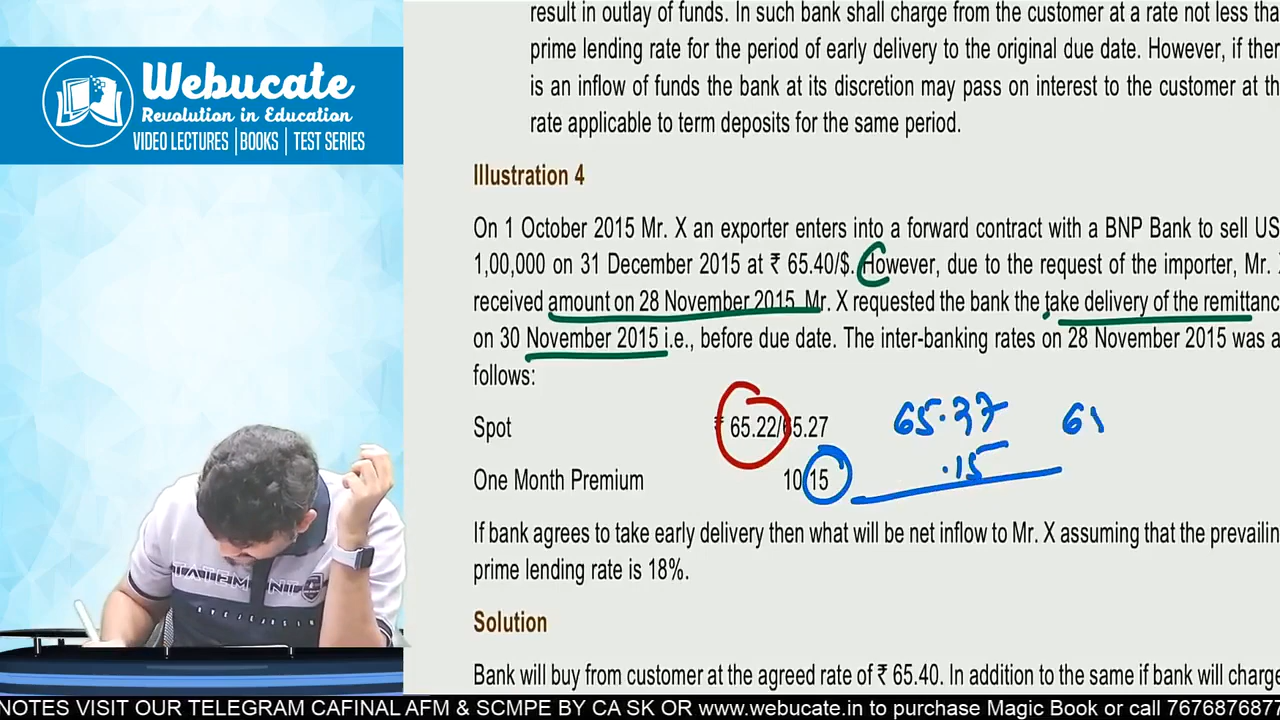 Webucate
Revolution in Education
VIDEO LECTURES | BOOKS | TEST SERIES
result in outlay of funds. In such bank shall charge from the customer at a rate not less tha
prime lending rate for the period of early delivery to the original due date. However, if ther
is an inflow of funds the bank at its discretion may pass on interest to the customer at th
rate applicable to term deposits for the same period.
Illustration 4
On 1 October 2015 Mr. X an exporter enters into a forward contract with a BNP Bank to sell US
1,00,000 on 31 December 2015 at ₹ 65.40/$. However, due to the request of the importer, Mr. X
received amount on 28 November 2015. Mr. X requested the bank the take delivery of the remittanc
on 30 November 2015 i.e., before due date. The inter-banking rates on 28 November 2015 was a
follows:
Spot ₹ 65.22/65.27 65.27 65
One Month Premium 10/15 .15
If bank agrees to take early delivery then what will be net inflow to Mr. X assuming that the prevailin
prime lending rate is 18%.
Solution
Bank will buy from customer at the agreed rate of ₹ 65.40. In addition to the same if bank will charge
NOTES VISIT OUR TELEGRAM CAFINAL AFM & SCMPE BY CA SK OR www.webucate.in to purchase Magic Book or call 7676876877